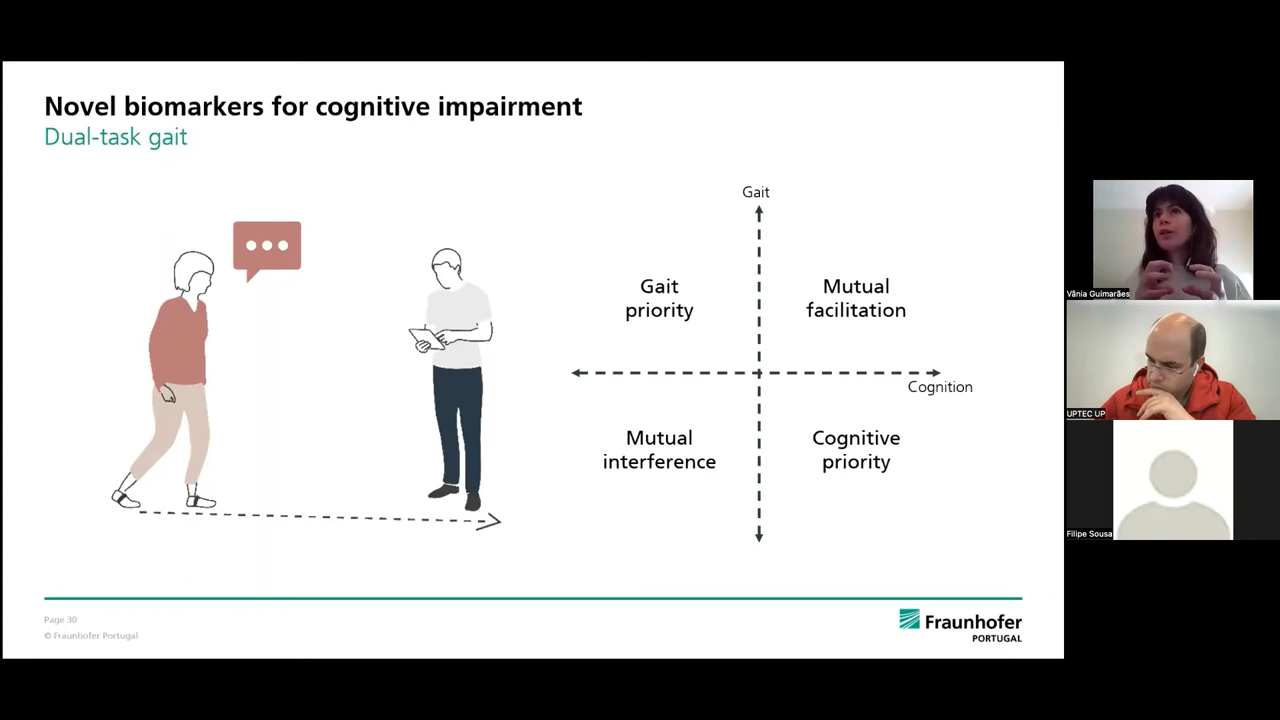 Novel biomarkers for cognitive impairment
Dual-task gait
Gait
Gait
priority
Mutual
facilitation
Cognition
Mutual
interference
Cognitive
priority
Page 30
© Fraunhofer Portugal
Fraunhofer
PORTUGAL
Vânia Guimarães
UPTEC UP
Filipe Sousa